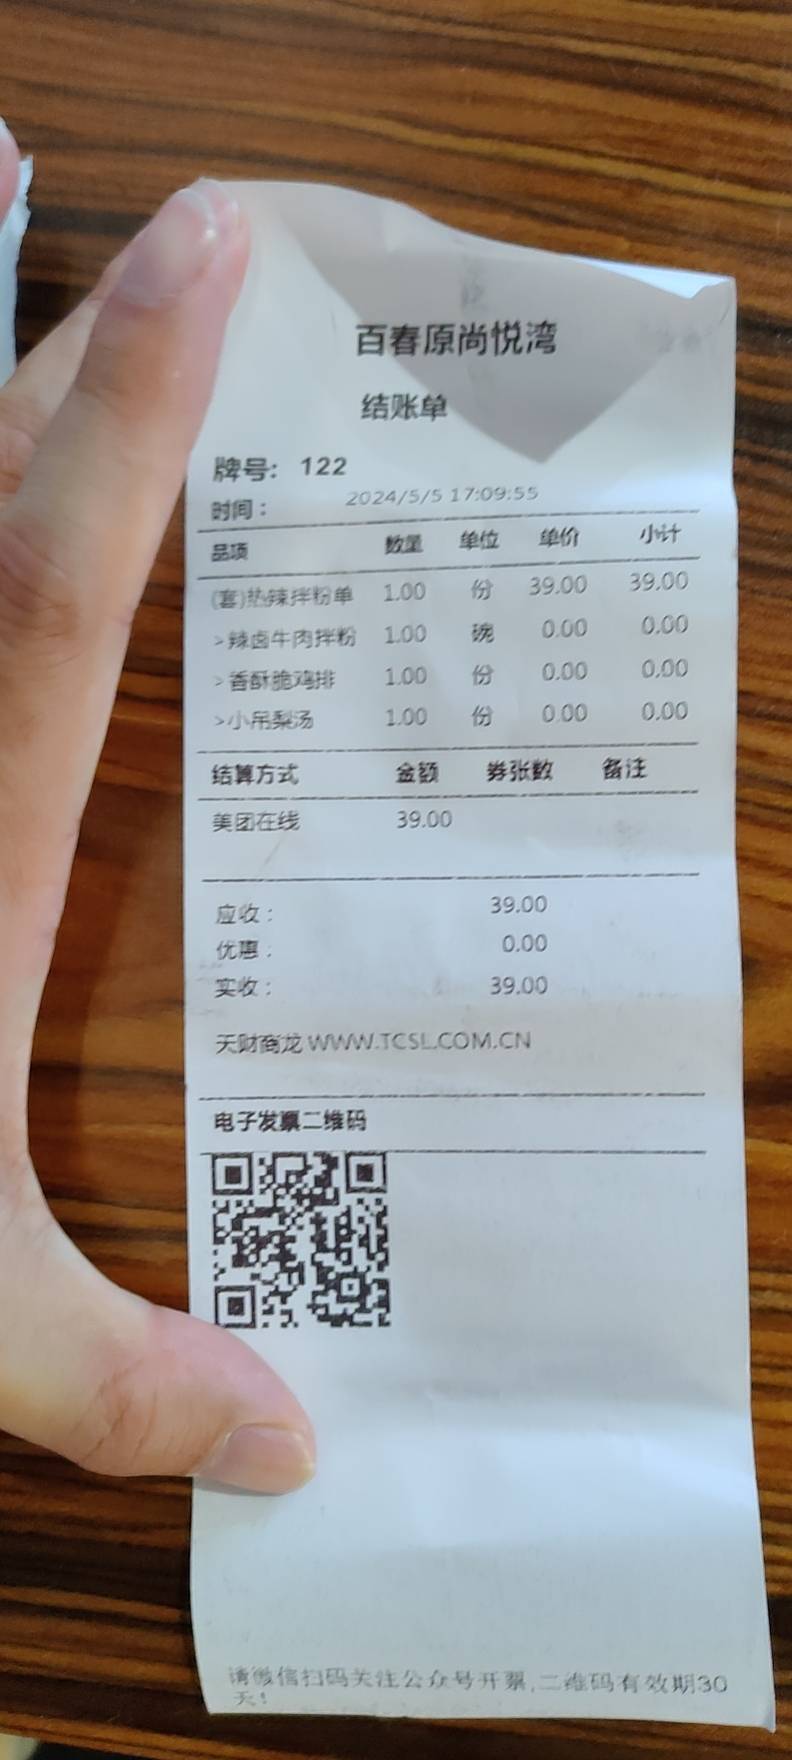 百春原尚悦湾
结账单
牌号: 122
时间: 2024/5/5 17:09:55
品项 数量 单位 单价 小计
(套)热辣拌粉单 1.00 份 39.00 39.00
>辣卤牛肉拌粉 1.00 碗 0.00 0.00
>香酥脆鸡排 1.00 份 0.00 0.00
>小吊梨汤 1.00 份 0.00 0.00
结算方式 金额 券张数 备注
美团在线 39.00
应收: 39.00
优惠: 0.00
实收: 39.00
天财商龙 WWW.TCSL.COM.CN
电子发票二维码
请微信扫码关注公众号开票,二维码有效期30
天!